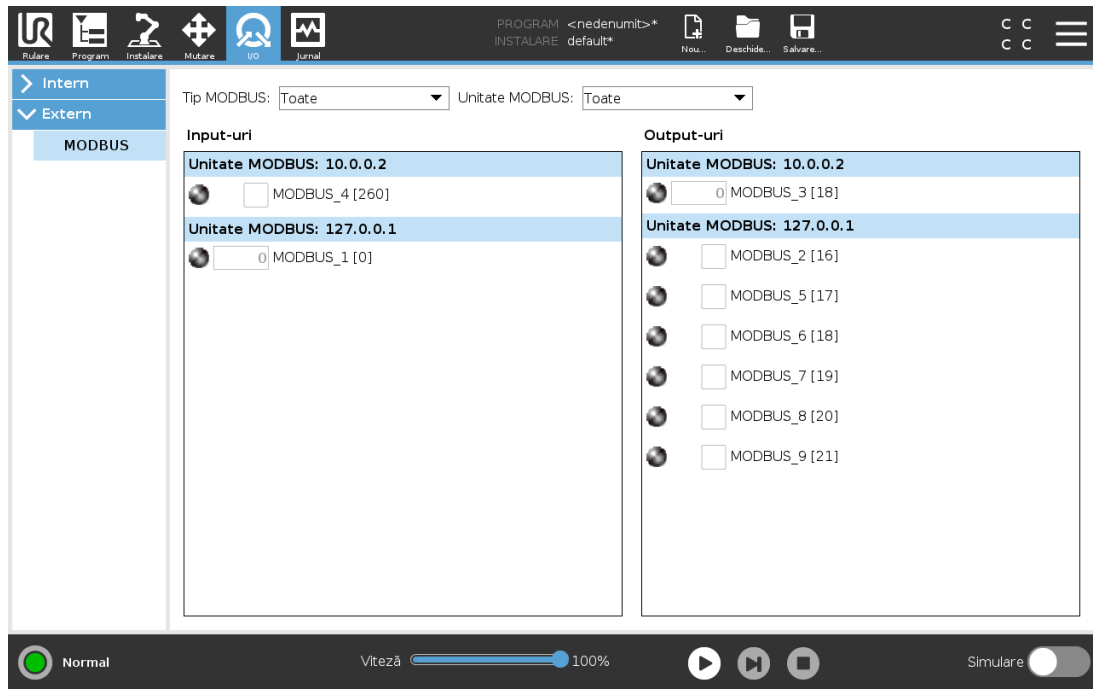 UR
Rulare
Program
Instalare
Mutare
I/O
Jurnal
PROGRAM <nedenumit>*
INSTALARE default*
Nou...
Deschide...
Salvare...
C C
C C
Intern
Extern
MODBUS
Tip MODBUS: Toate
Unitate MODBUS: Toate
Input-uri
Unitate MODBUS: 10.0.0.2
MODBUS_4 [260]
Unitate MODBUS: 127.0.0.1
0 MODBUS_1 [0]
Output-uri
Unitate MODBUS: 10.0.0.2
0 MODBUS_3 [18]
Unitate MODBUS: 127.0.0.1
MODBUS_2 [16]
MODBUS_5 [17]
MODBUS_6 [18]
MODBUS_7 [19]
MODBUS_8 [20]
MODBUS_9 [21]
Normal
Viteză 100%
Simulare